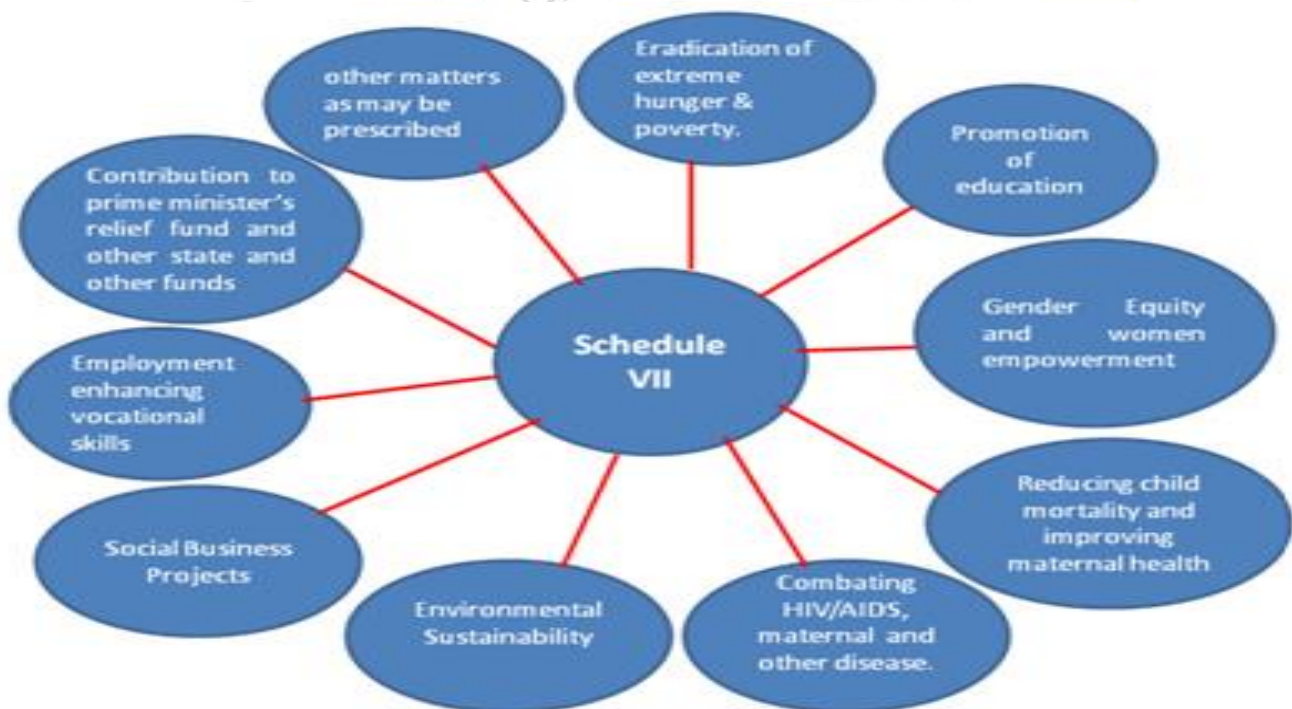 Schedule
VII
Eradication of
extreme
hunger &
poverty.
Promotion
of
education
Gender Equity
and women
empowerment
Reducing child
mortality and
improving
maternal health
Combating
HIV/AIDS,
maternal and
other disease.
Environmental
Sustainability
Social Business
Projects
Employment
enhancing
vocational
skills
Contribution to
prime minister's
relief fund and
other state and
other funds
other matters
as may be
prescribed